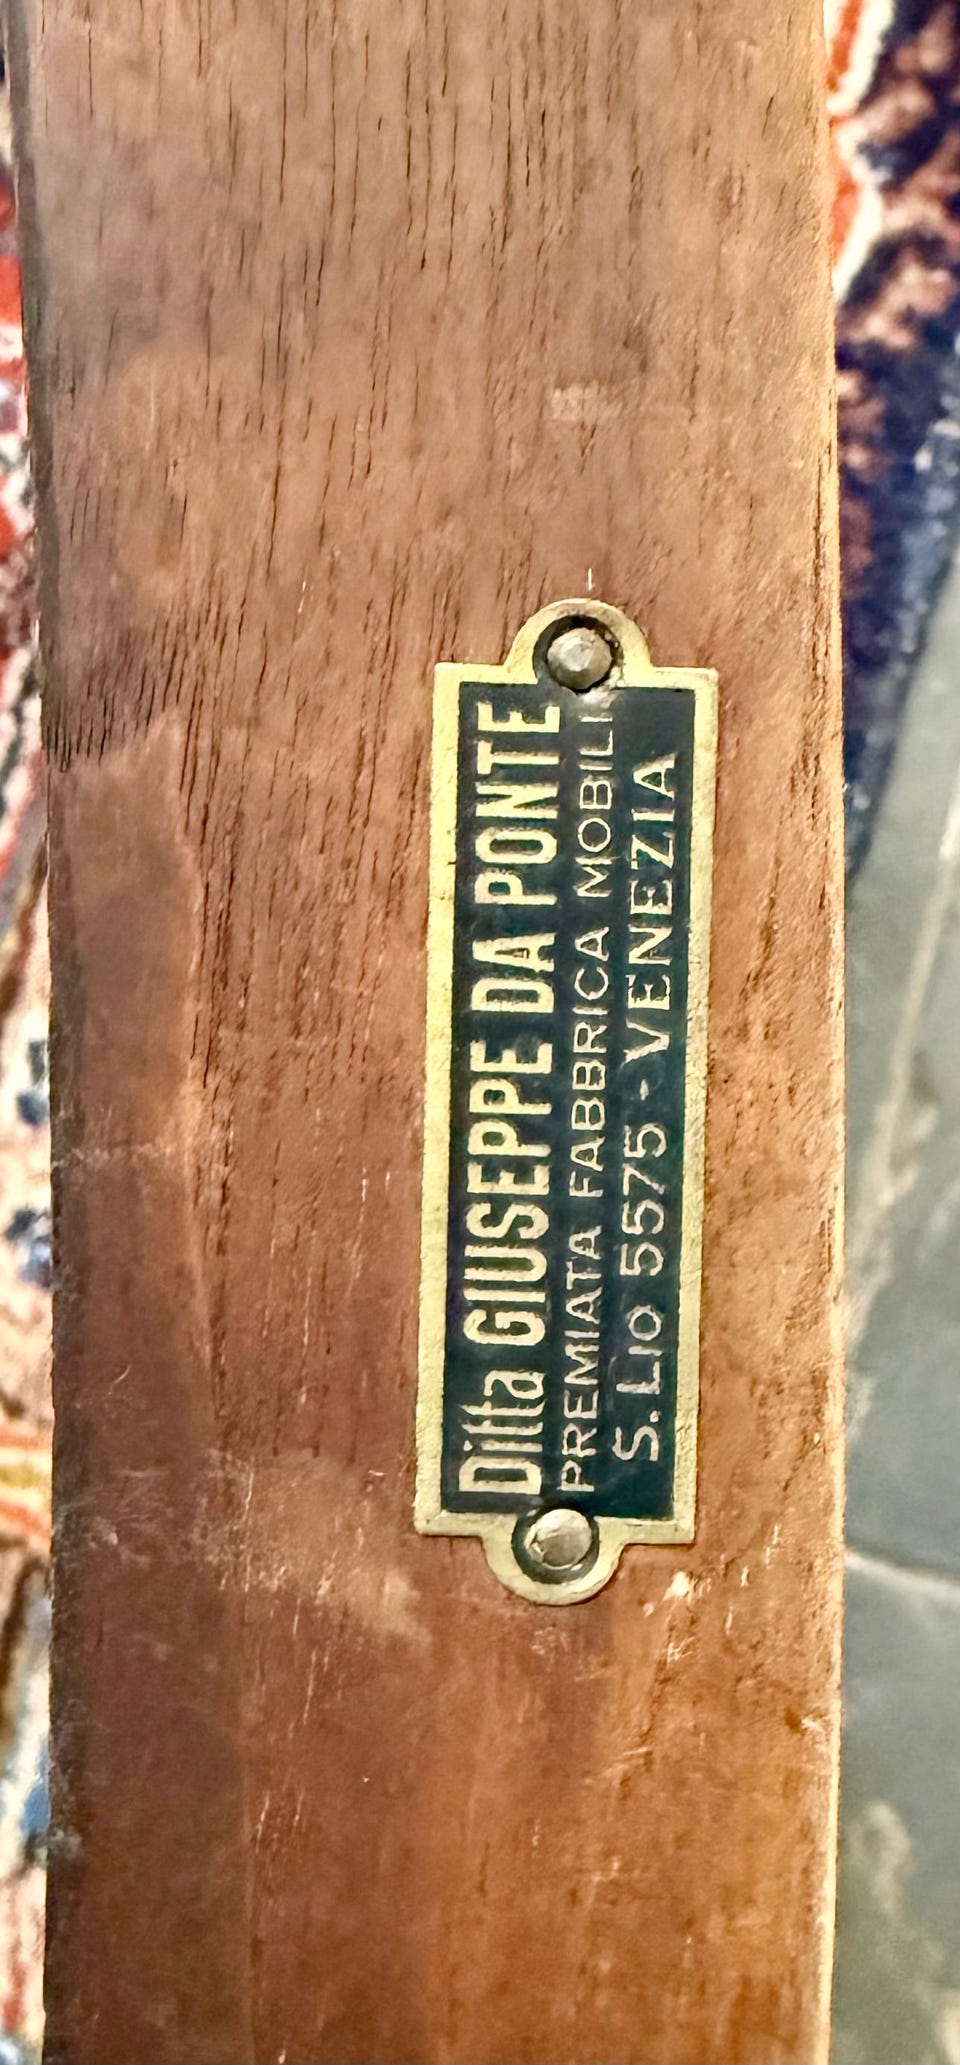 Ditta GIUSEPPE DA PONTE
PREMIATA FABBRICA MOBILI
S. LIO 5575 - VENEZIA